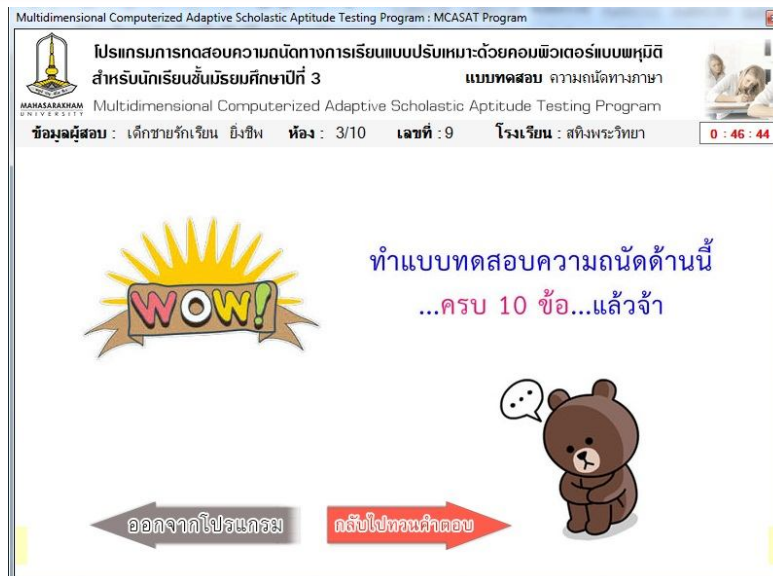 Multidimensional Computerized Adaptive Scholastic Aptitude Testing Program : MCASAT Program
โปรแกรมการทดสอบความถนัดทางการเรียนแบบปรับเหมาะด้วยคอมพิวเตอร์แบบพหุมิติ
สำหรับนักเรียนชั้นมัธยมศึกษาปีที่ 3 แบบทดสอบ ความถนัดทางภาษา
MAHASARAKHAM
UNIVERSITY
Multidimensional Computerized Adaptive Scholastic Aptitude Testing Program
ข้อมูลผู้สอบ : เด็กชายรักเรียน ยิ่งชีพ ห้อง : 3/10 เลขที่ : 9 โรงเรียน : สทิงพระวิทยา 0 : 46 : 44
WOW!
ทำแบบทดสอบความถนัดด้านนี้
...ครบ 10 ข้อ...แล้วจ้า
...
ออกจากโปรแกรม กลับไปทวนคำตอบ